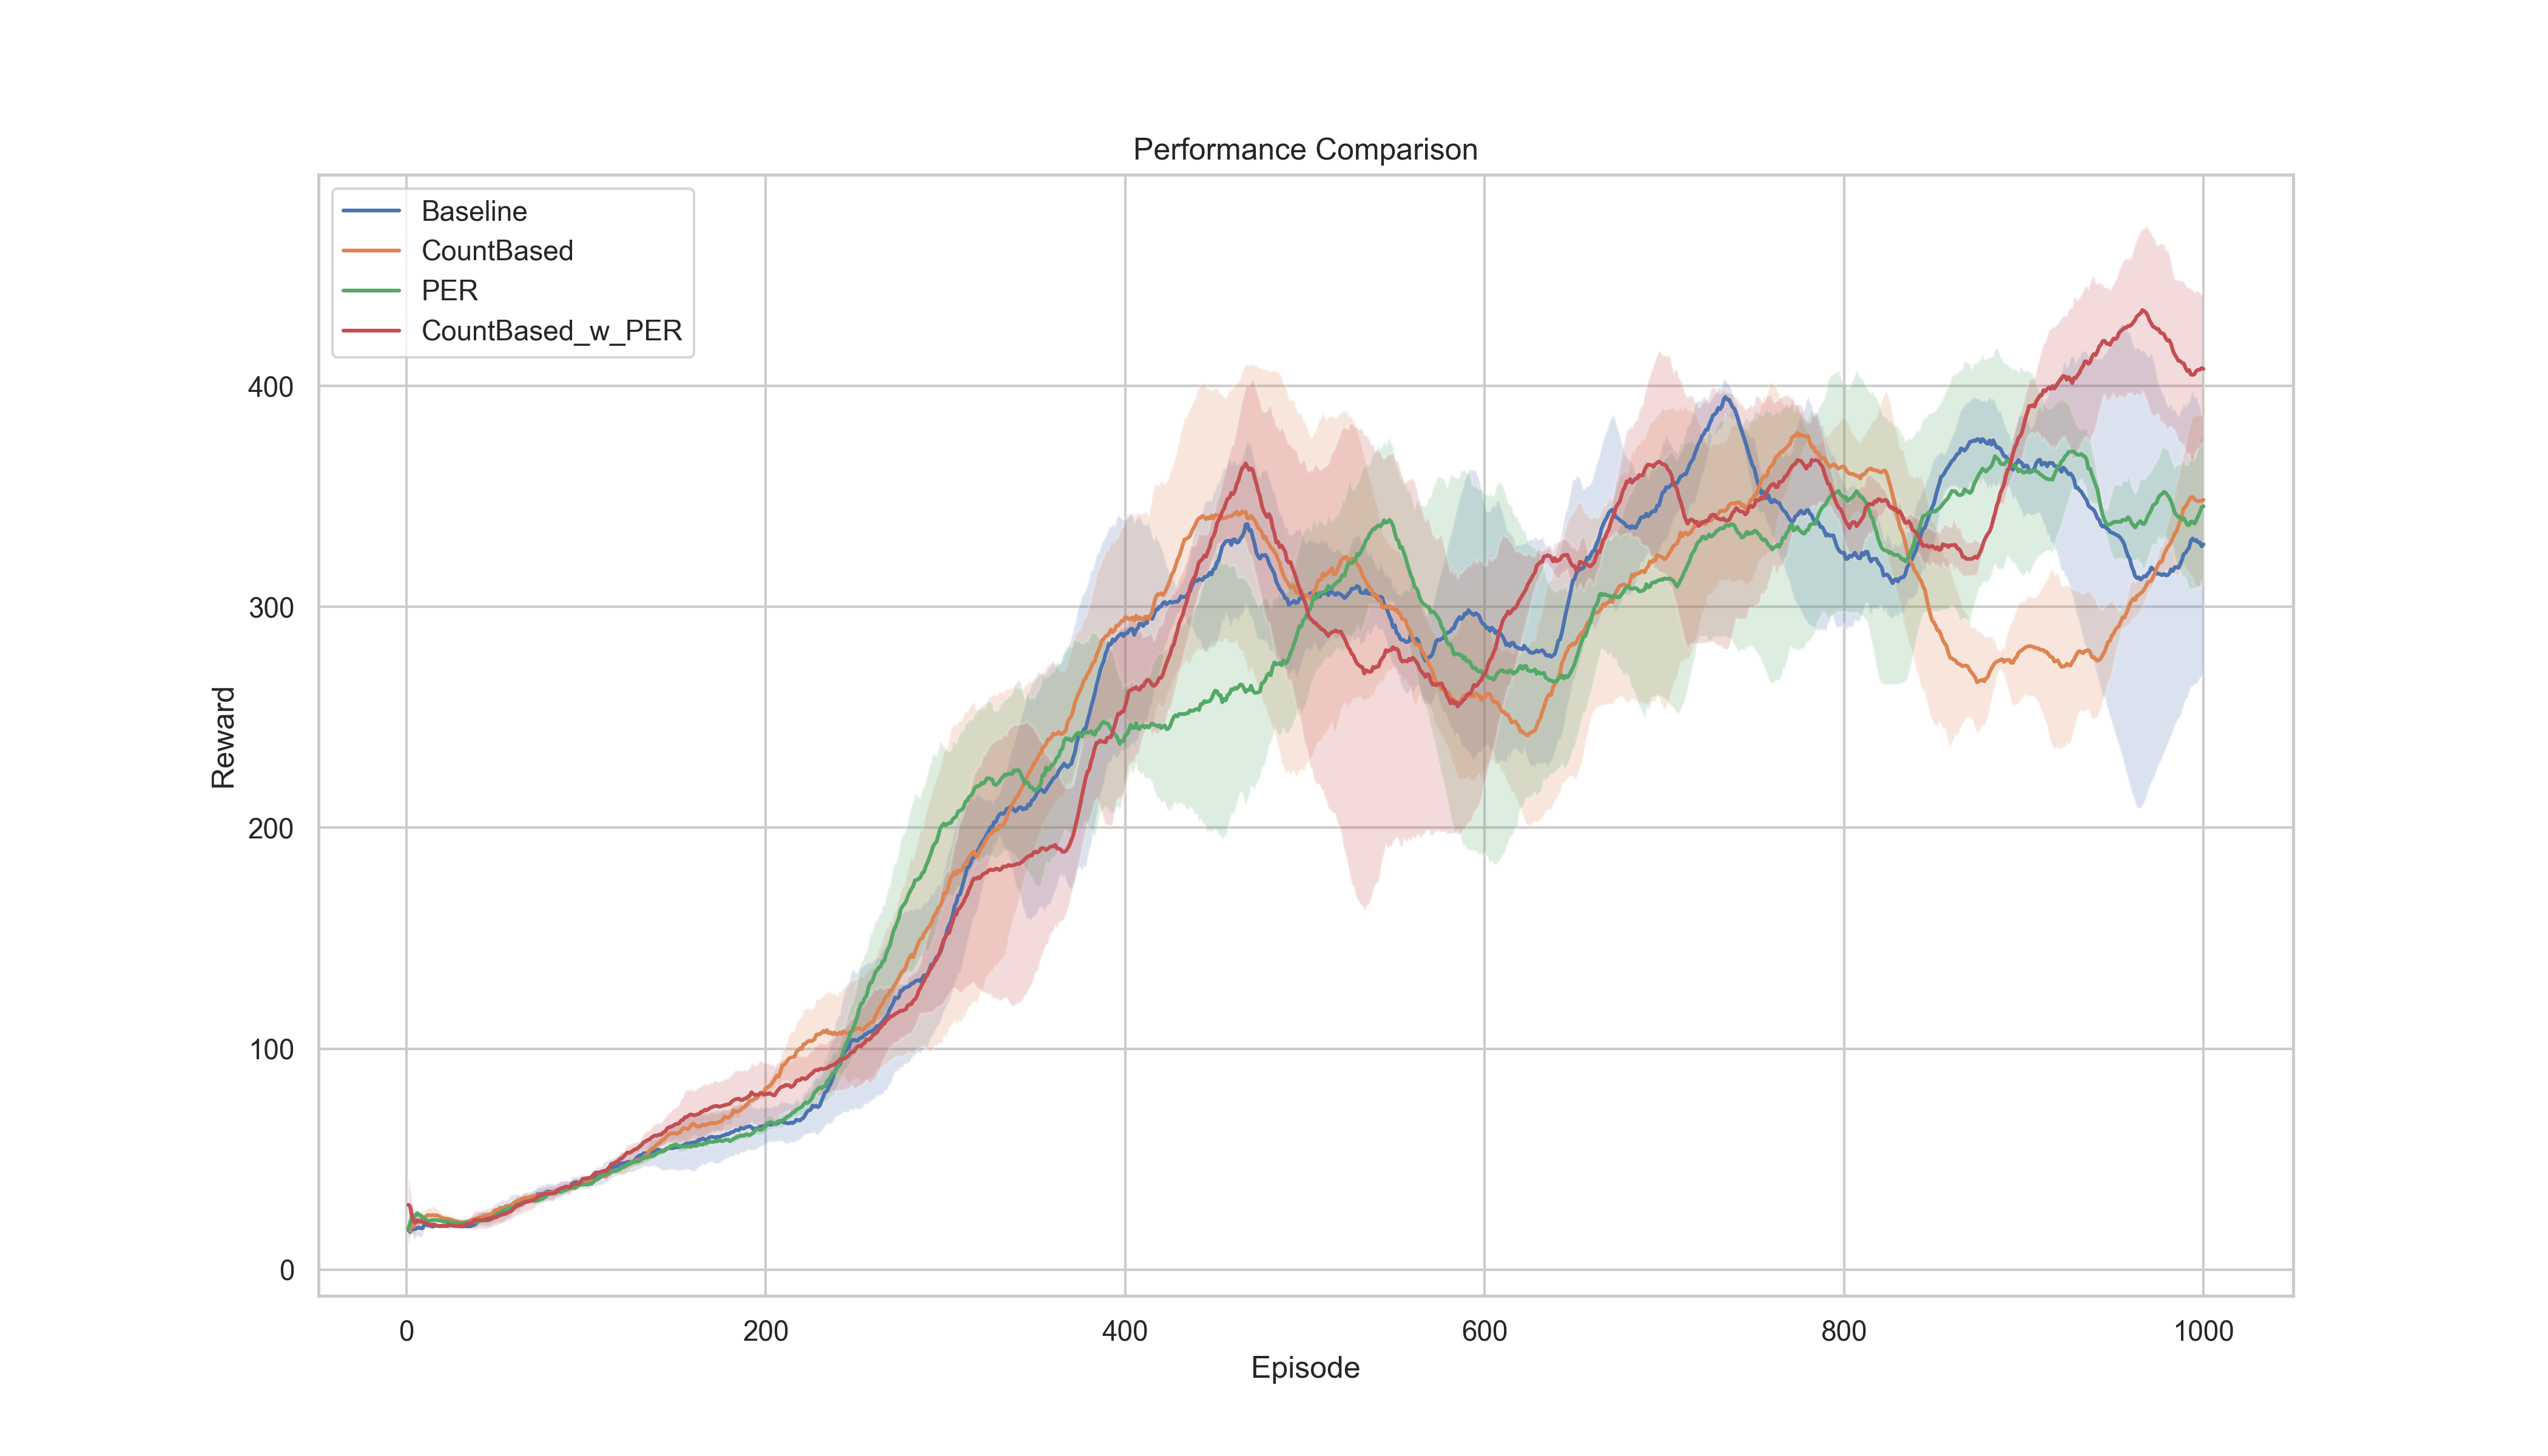 Performance Comparison
Baseline
CountBased
PER
CountBased_w_PER
400
300
200
100
0
Reward
0 200 400 600 800 1000
Episode